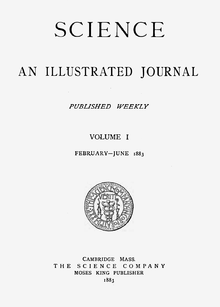 SCIENCE
AN ILLUSTRATED JOURNAL
PUBLISHED WEEKLY
VOLUME I
FEBRUARY—JUNE 1883
CAMBRIDGE MASS.
THE SCIENCE COMPANY
MOSES KING PUBLISHER
1883